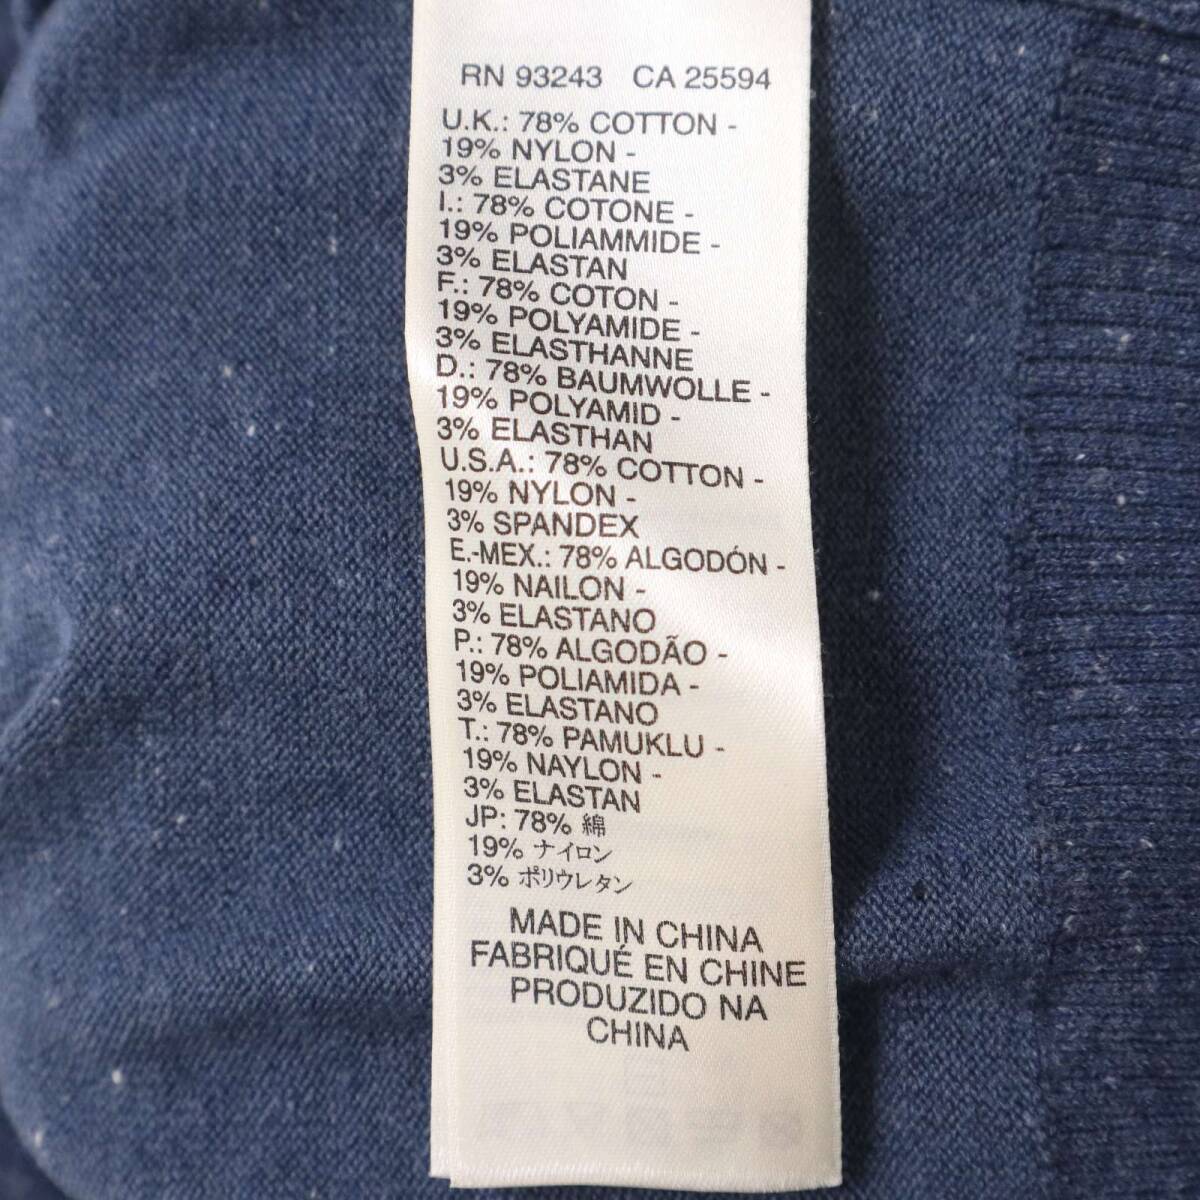 RN 93243 CA 25594
U.K.: 78% COTTON -
19% NYLON -
3% ELASTANE
I.: 78% COTONE -
19% POLIAMMIDE -
3% ELASTAN
F.: 78% COTON -
19% POLYAMIDE -
3% ELASTHANNE
D.: 78% BAUMWOLLE -
19% POLYAMID -
3% ELASTHAN
U.S.A.: 78% COTTON -
19% NYLON -
3% SPANDEX
E.-MEX.: 78% ALGODÓN -
19% NAILON -
3% ELASTANO
P.: 78% ALGODÃO -
19% POLIAMIDA -
3% ELASTANO
T.: 78% PAMUKLU -
19% NAYLON -
3% ELASTAN
JP: 78% 綿
19% ナイロン
3% ポリウレタン
MADE IN CHINA
FABRIQUÉ EN CHINE
PRODUZIDO NA
CHINA